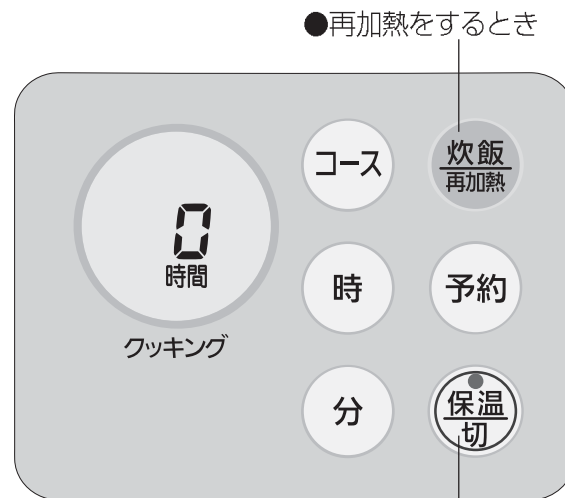 ●再加熱をするとき
コース
炊飯
再加熱
0
時間
時
予約
クッキング
分
保温
切